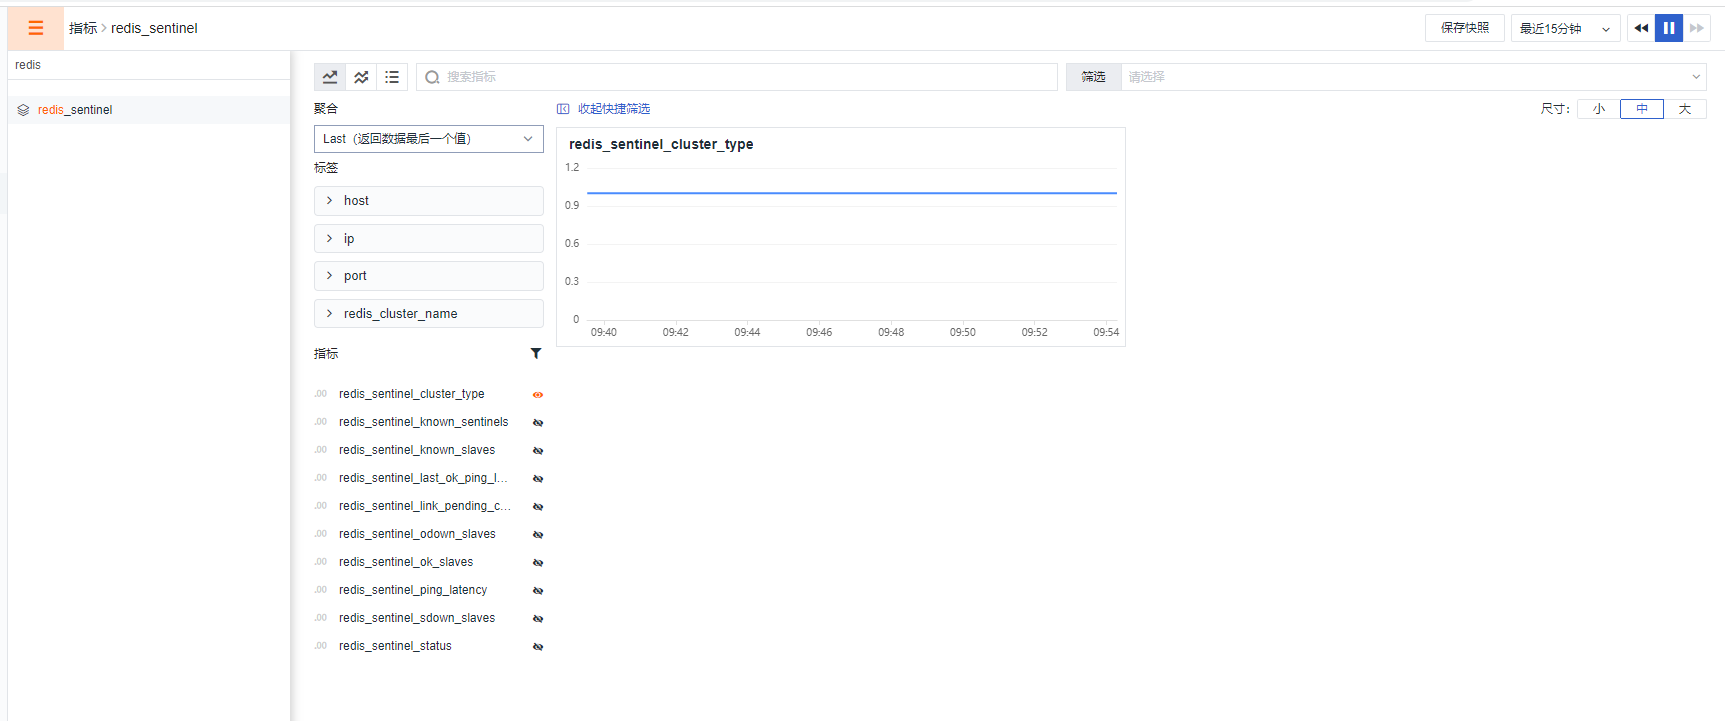 指标 > redis_sentinel
保存快照
最近15分钟
redis
redis_sentinel
搜索指标
筛选
请选择
聚合
收起快捷筛选
尺寸：
小
中
大
Last（返回数据最后一个值）
标签
host
ip
port
redis_cluster_name
指标
.00 redis_sentinel_cluster_type
.00 redis_sentinel_known_sentinels
.00 redis_sentinel_known_slaves
.00 redis_sentinel_last_ok_ping_l...
.00 redis_sentinel_link_pending_c...
.00 redis_sentinel_odown_slaves
.00 redis_sentinel_ok_slaves
.00 redis_sentinel_ping_latency
.00 redis_sentinel_sdown_slaves
.00 redis_sentinel_status
redis_sentinel_cluster_type
1.2
0.9
0.6
0.3
0
09:40 09:42 09:44 09:46 09:48 09:50 09:52 09:54